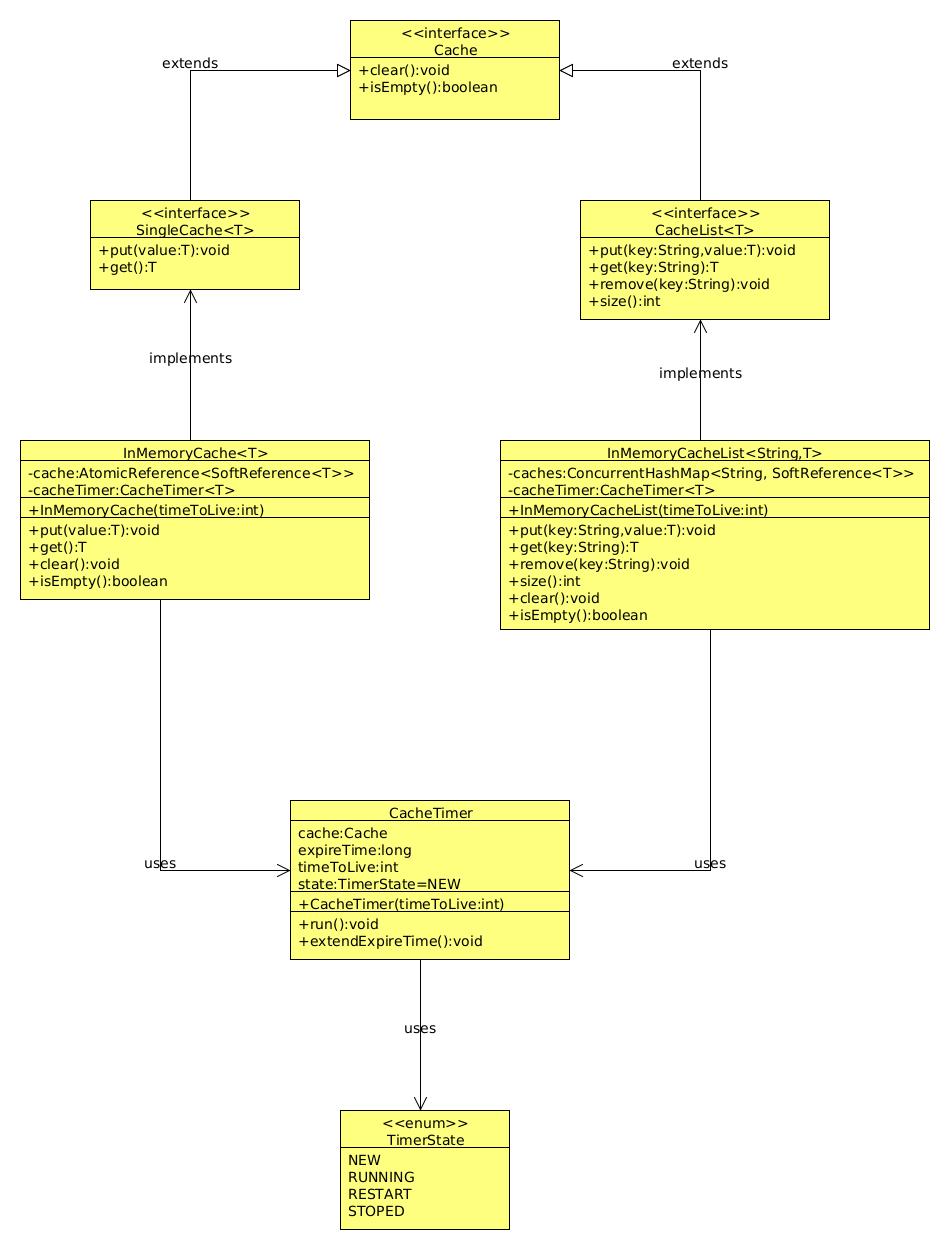 <<interface>>
Cache
+clear():void
+isEmpty():boolean
extends
extends
<<interface>>
SingleCache<T>
+put(value:T):void
+get():T
<<interface>>
CacheList<T>
+put(key:String,value:T):void
+get(key:String):T
+remove(key:String):void
+size():int
implements
implements
InMemoryCache<T>
-cache:AtomicReference<SoftReference<T>>
-cacheTimer:CacheTimer<T>
+InMemoryCache(timeToLive:int)
+put(value:T):void
+get():T
+clear():void
+isEmpty():boolean
InMemoryCacheList<String,T>
-caches:ConcurrentHashMap<String, SoftReference<T>>
-cacheTimer:CacheTimer<T>
+InMemoryCacheList(timeToLive:int)
+put(key:String,value:T):void
+get(key:String):T
+remove(key:String):void
+size():int
+clear():void
+isEmpty():boolean
uses
uses
CacheTimer
cache:Cache
expireTime:long
timeToLive:int
state:TimerState=NEW
+CacheTimer(timeToLive:int)
+run():void
+extendExpireTime():void
uses
<<enum>>
TimerState
NEW
RUNNING
RESTART
STOPED